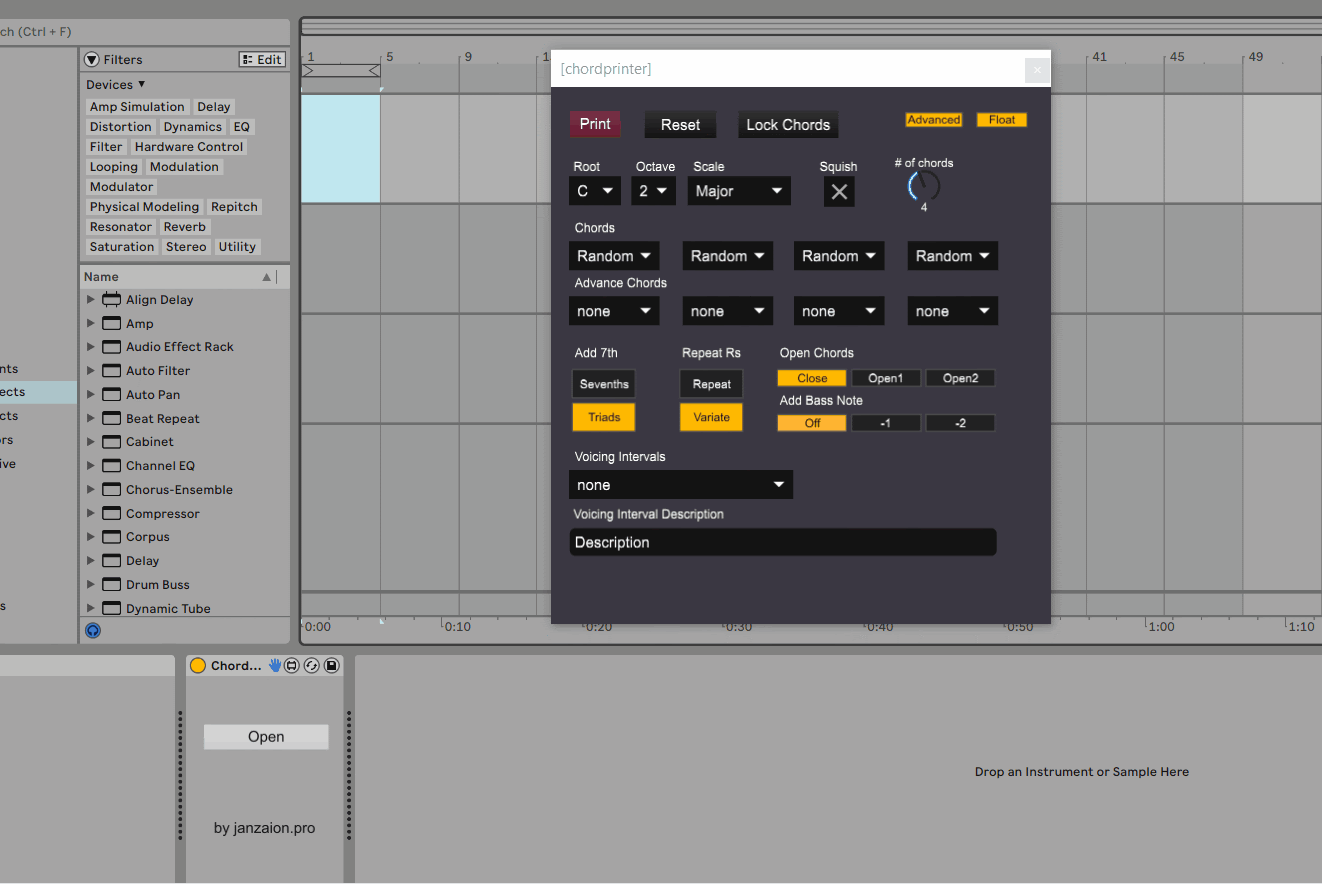 ch (Ctrl + F)
Filters
Edit
Devices
Amp Simulation Delay
Distortion Dynamics EQ
Filter Hardware Control
Looping Modulation
Modulator
Physical Modeling Repitch
Resonator Reverb
Saturation Stereo Utility
Name
Align Delay
Amp
Audio Effect Rack
Auto Filter
Auto Pan
Beat Repeat
Cabinet
Channel EQ
Chorus-Ensemble
Compressor
Corpus
Delay
Drum Buss
Dynamic Tube
nts
ects
cts
ors
ive
s
1 5 9 1 41 45 49
[chordprinter]
Print Reset Lock Chords Advanced Float
Root Octave Scale Squish # of chords
C 2 Major
4
Chords
Random Random Random Random
Advance Chords
none none none none
Add 7th Repeat Rs Open Chords
Sevenths Repeat Close Open1 Open2
Add Bass Note
Triads Variate Off -1 -2
Voicing Intervals
none
Voicing Interval Description
Description
0:00 0:10 0:20 0:30 0:40 0:50 1:00 1:10
Chord...
Open
by janzaion.pro
Drop an Instrument or Sample Here